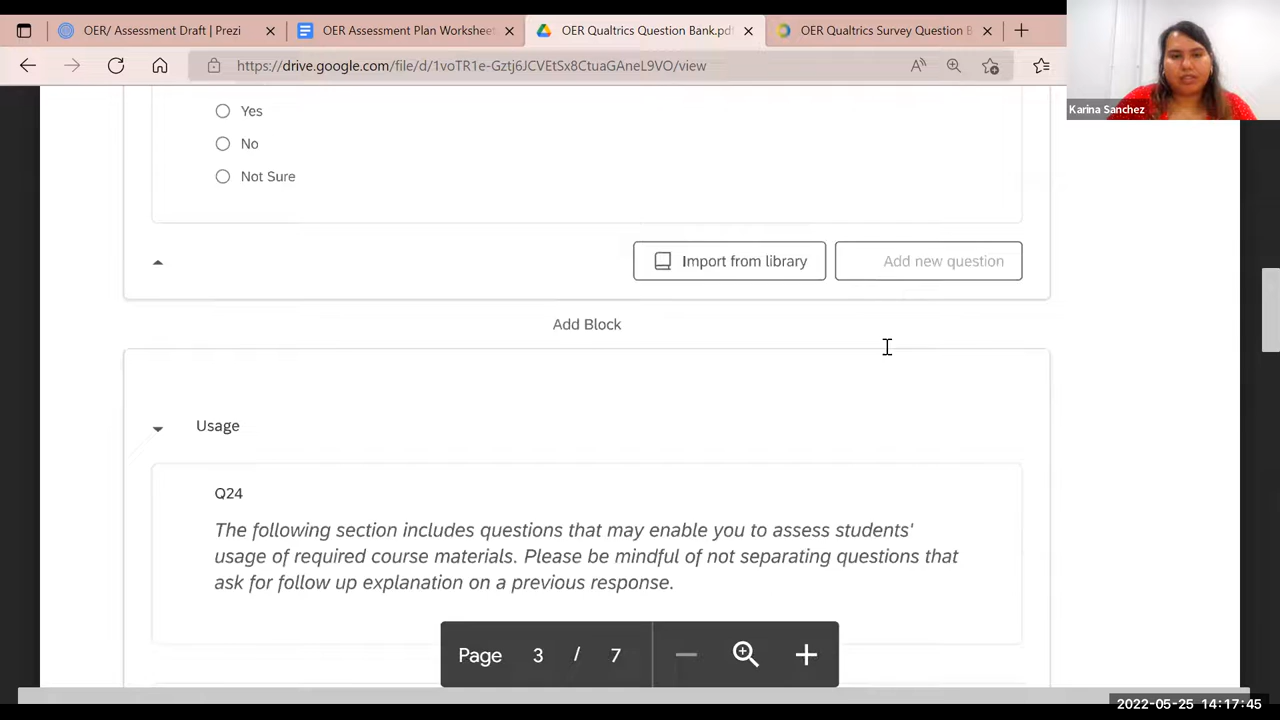 OER/ Assessment Draft | Prezi
OER Assessment Plan Worksheet
OER Qualtrics Question Bank.pdf
OER Qualtrics Survey Question B
https://drive.google.com/file/d/1voTR1e-Gztj6JCVEtSx8CtuaGAneL9VO/view
Karina Sanchez
Yes
No
Not Sure
Import from library
Add new question
Add Block
Usage
Q24
The following section includes questions that may enable you to assess students'
usage of required course materials. Please be mindful of not separating questions that
ask for follow up explanation on a previous response.
Page 3 / 7
2022-05-25 14:17:45